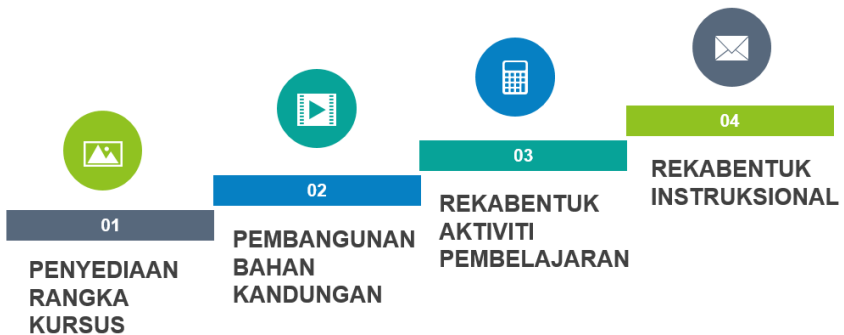 01
PENYEDIAAN
RANGKA
KURSUS
02
PEMBANGUNAN
BAHAN
KANDUNGAN
03
REKABENTUK
AKTIVITI
PEMBELAJARAN
04
REKABENTUK
INSTRUKSIONAL